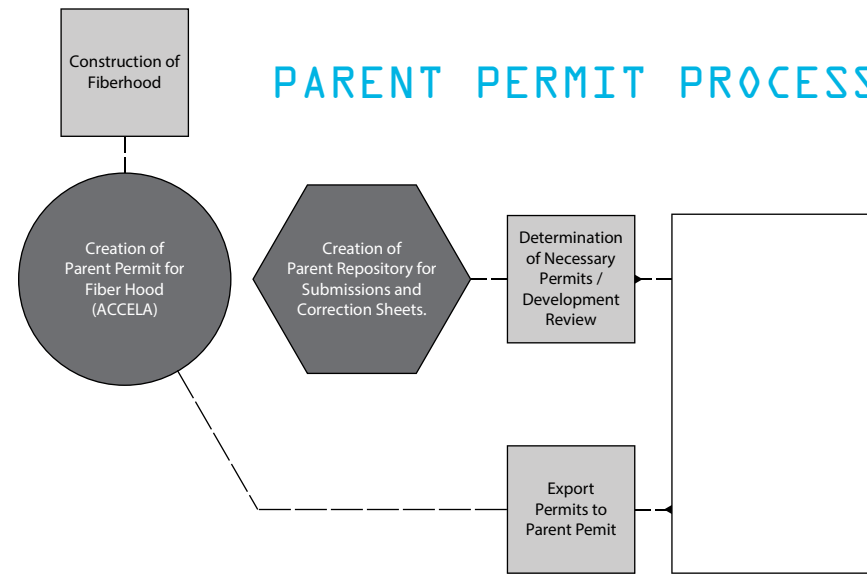 PARENT PERMIT PROCESS
Construction of
Fiberhood
Creation of
Parent Permit for
Fiber Hood
(ACCELA)
Creation of
Parent Repository for
Submissions and
Correction Sheets.
Determination
of Necessary
Permits /
Development
Review
Export
Permits to
Parent Pemit